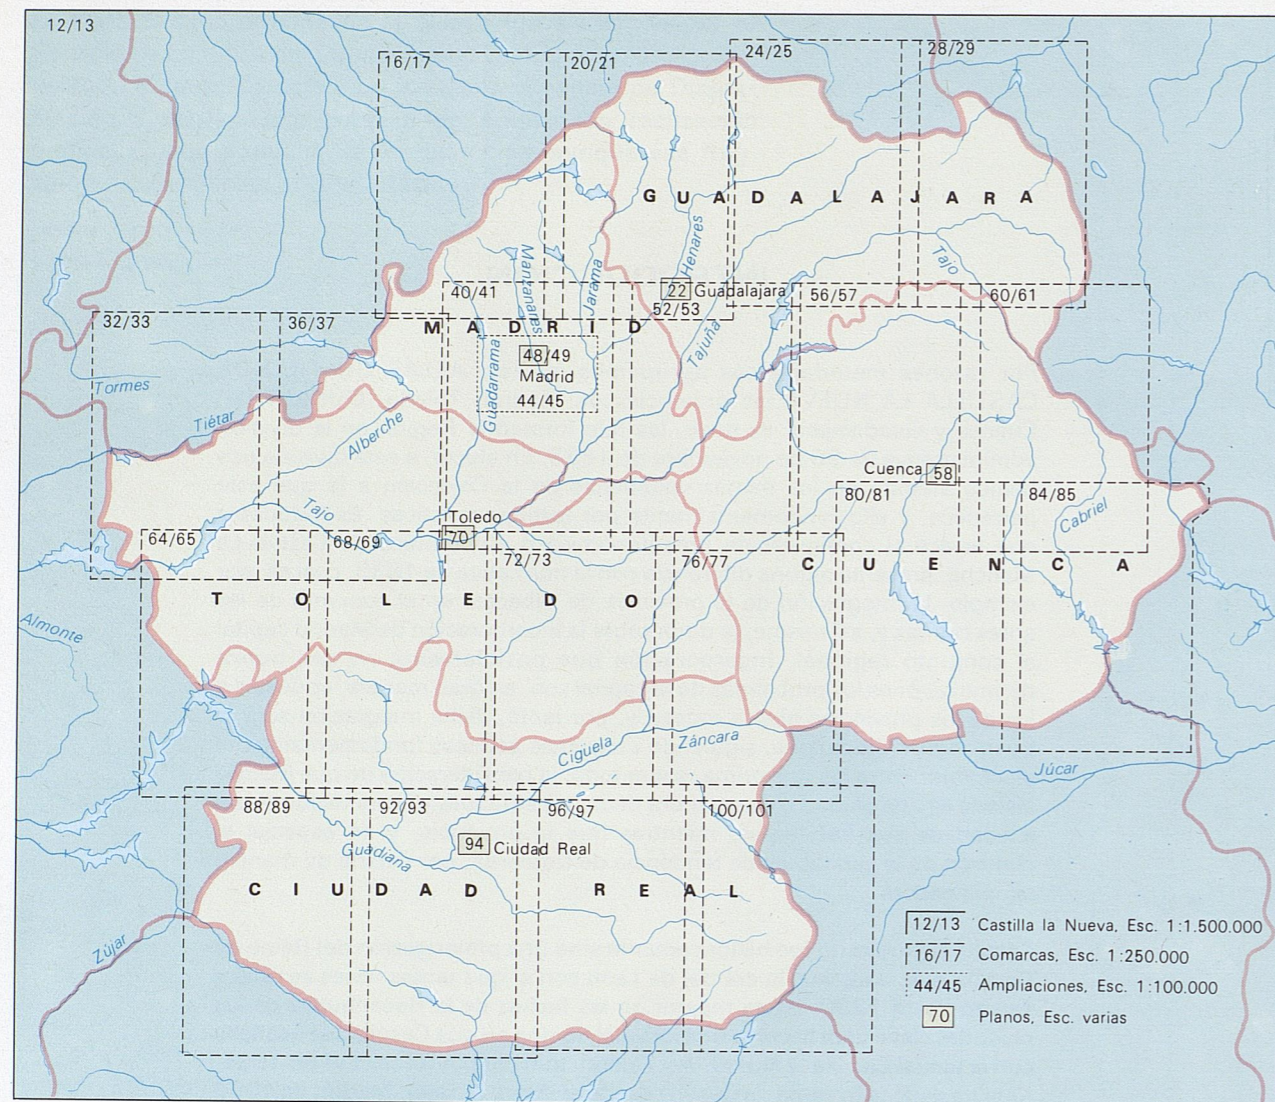 12/13
16/17
20/21
24/25
28/29
G U A D A L A J A R A
Manzanares
Jarama
Henares
Tajo
22 Guadalajara
40/41
52/53
56/57
60/61
32/33
36/37
M A D R I D
Tajuña
Guadarrama
48/49
Madrid
44/45
Tormes
Tiétar
Alberche
Cuenca 58
80/81
84/85
Cabriel
Tajo
Toledo
70
64/65
68/69
72/73
76/77
C U E N C A
T O L E D O
Almonte
Ciguela
Záncara
Júcar
88/89
92/93
96/97
100/101
94 Ciudad Real
Guadiana
C I U D A D R E A L
Zújar
12/13 Castilla la Nueva, Esc. 1:1.500.000
16/17 Comarcas, Esc. 1:250.000
44/45 Ampliaciones, Esc. 1:100.000
70 Planos, Esc. varias